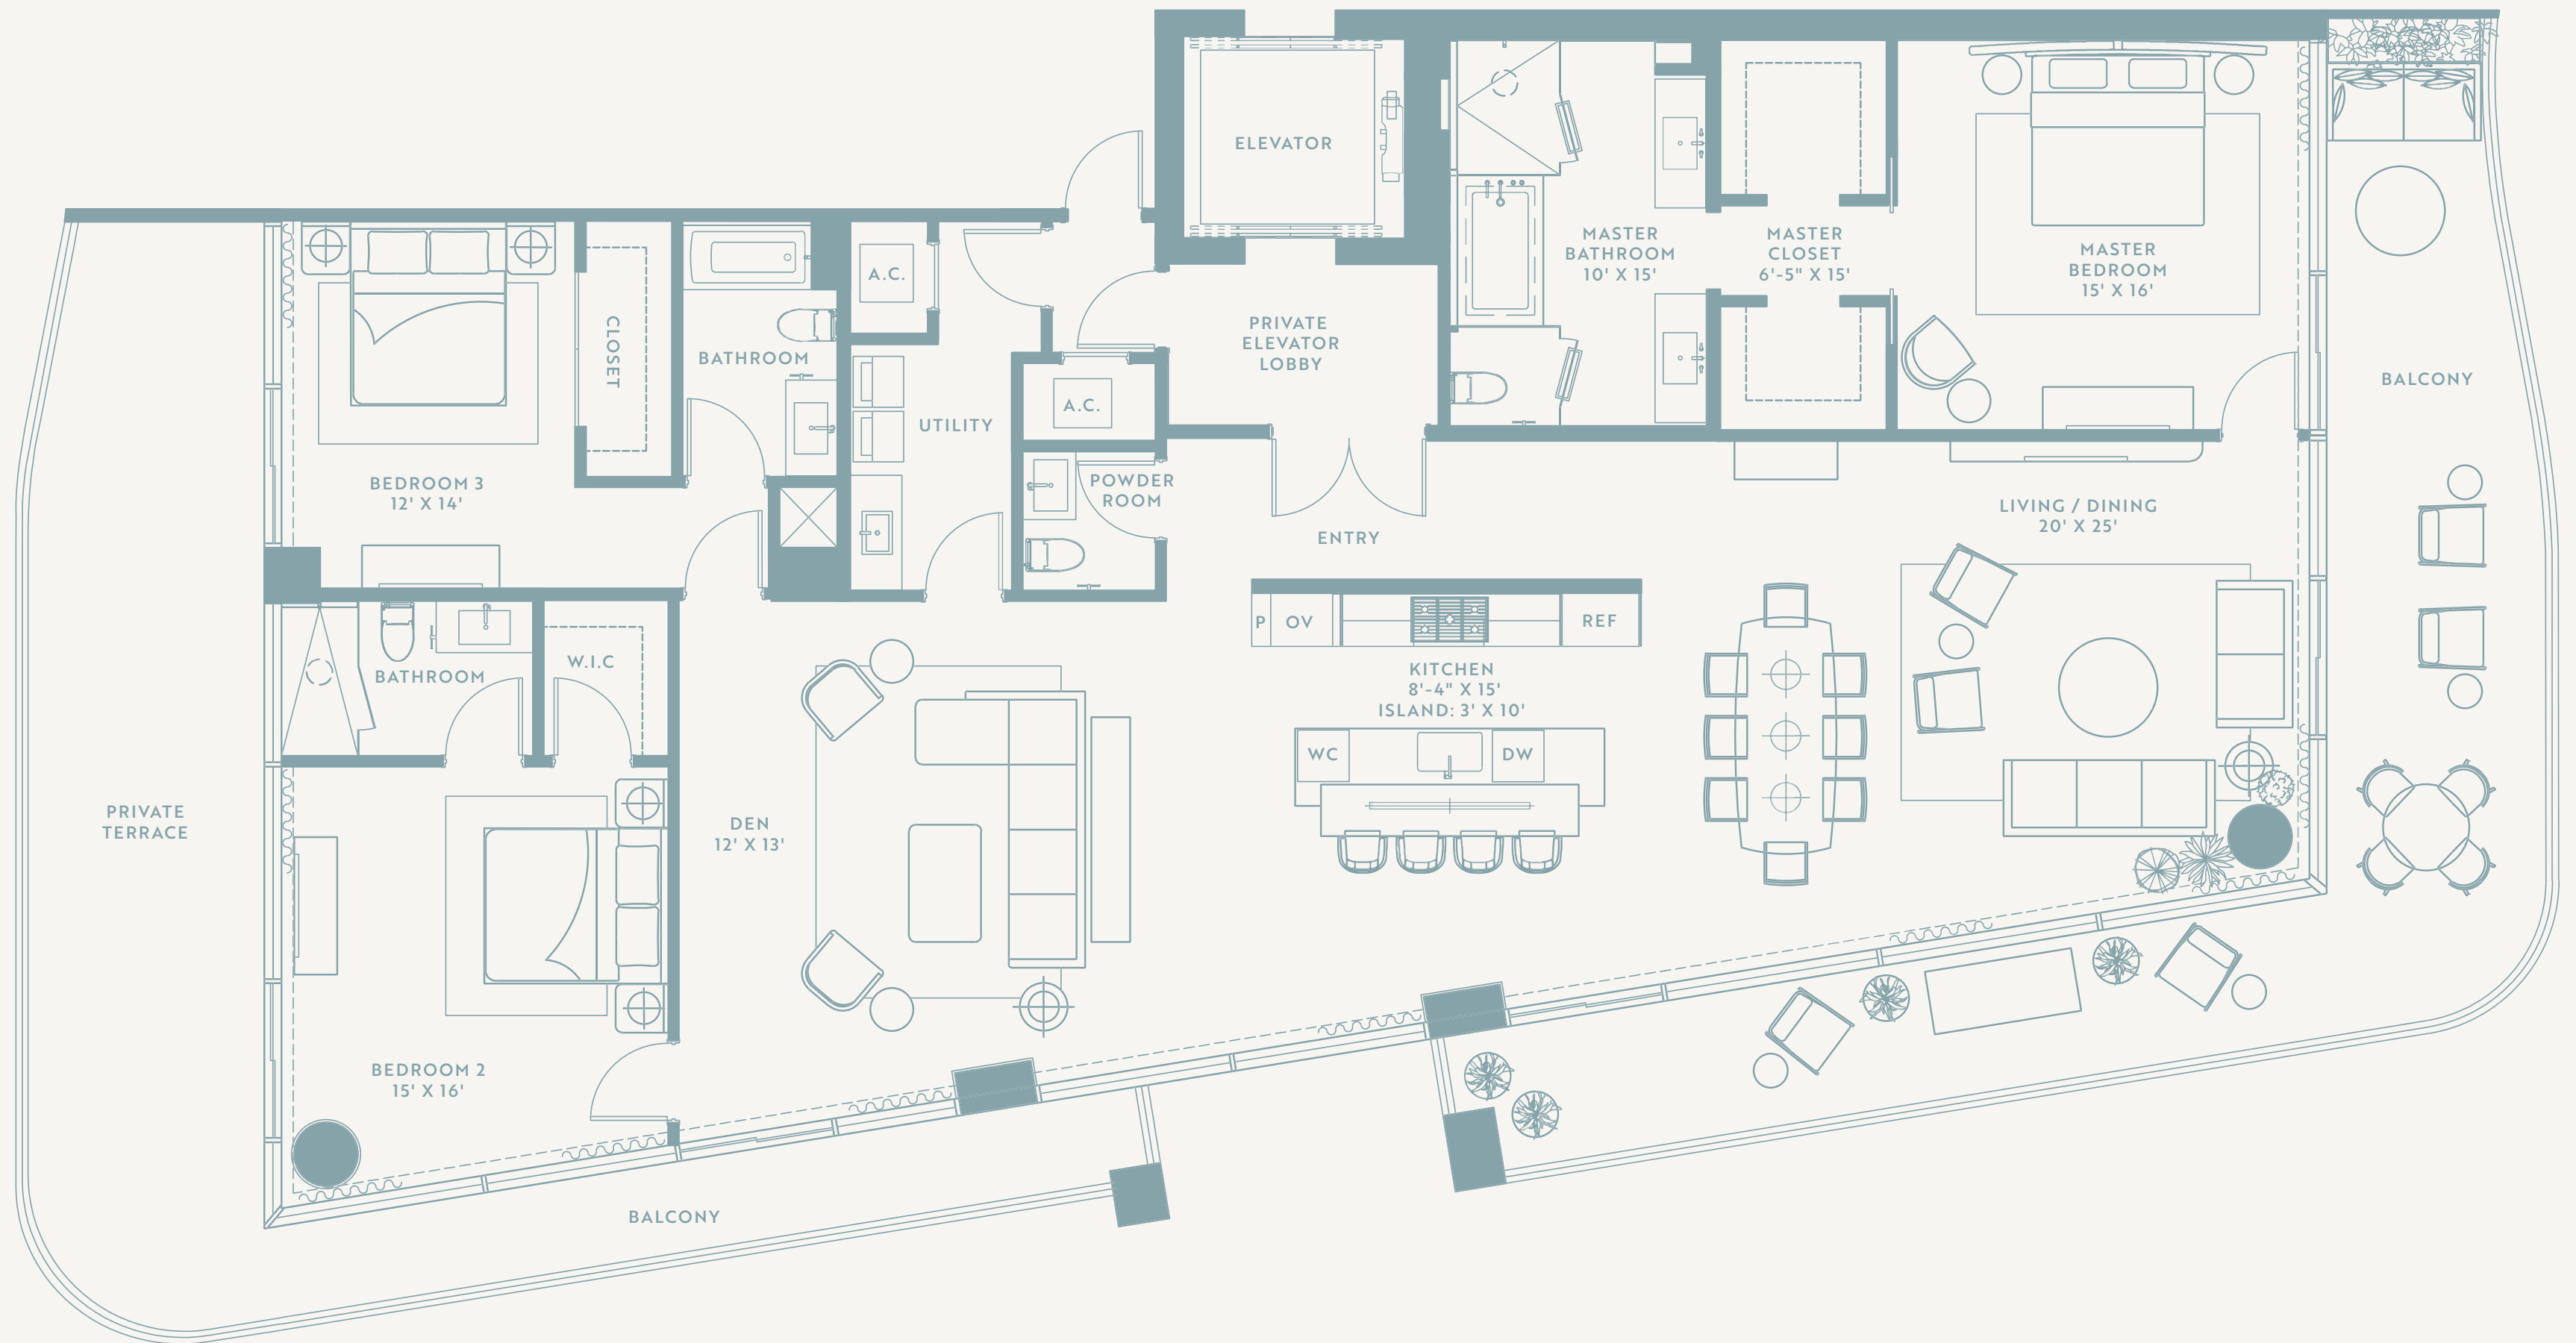 ELEVATOR
MASTER
BATHROOM
10' X 15'
MASTER
CLOSET
6'-5" X 15'
MASTER
BEDROOM
15' X 16'
A.C.
PRIVATE
ELEVATOR
LOBBY
CLOSET
BATHROOM
BALCONY
A.C.
UTILITY
BEDROOM 3
12' X 14'
POWDER
ROOM
LIVING / DINING
20' X 25'
ENTRY
P
OV
REF
BATHROOM
W.I.C
KITCHEN
8'-4" X 15'
ISLAND: 3' X 10'
WC
DW
PRIVATE
TERRACE
DEN
12' X 13'
BEDROOM 2
15' X 16'
BALCONY